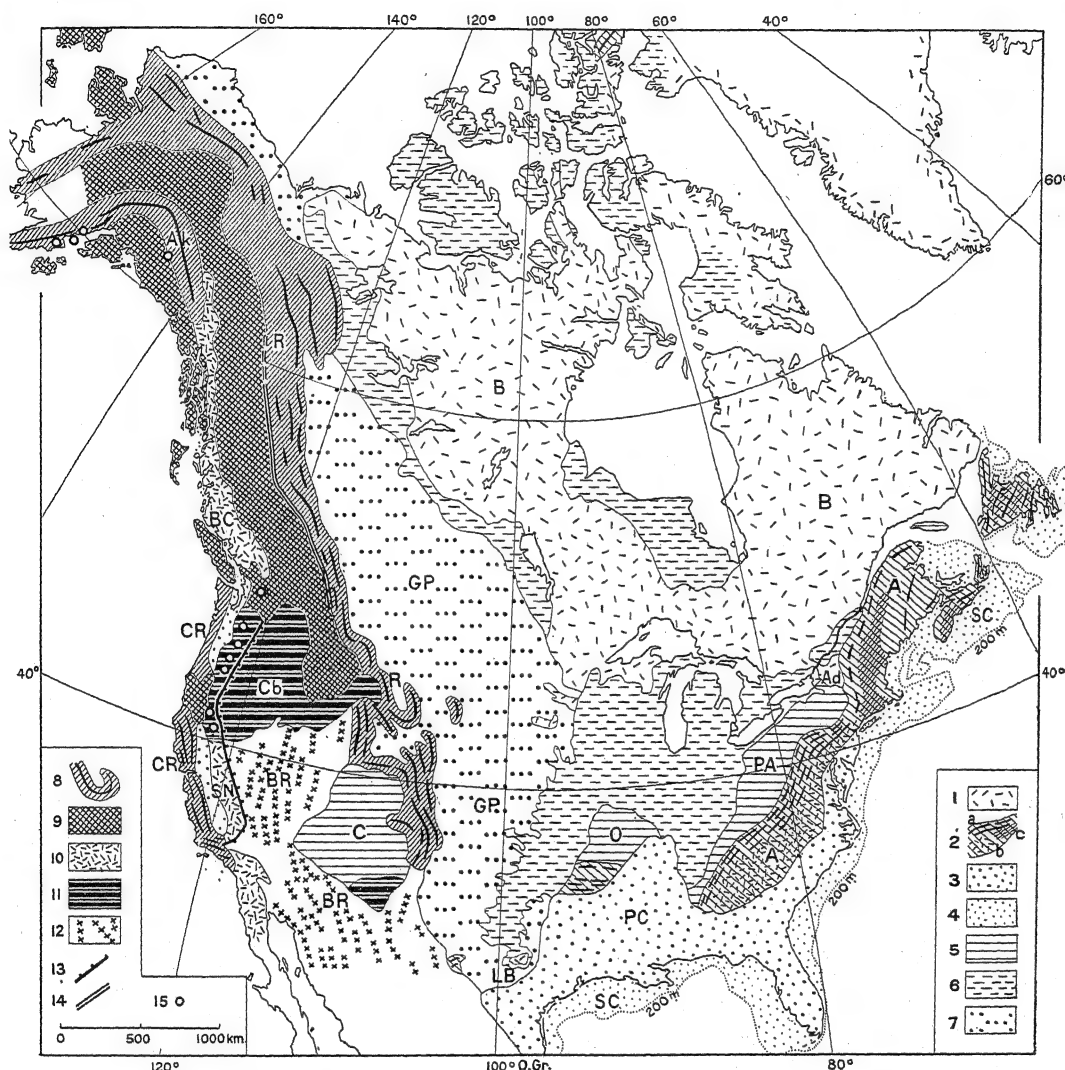 160° 140° 120° 100° 80° 60° 40°
60°
Ak
R
B
B
BC
GP
A
SC
200 m
CR
40°
Cb
R
Ad
40°
CR
SN
BR
PA
C
GP
O
A
200 m
BR
PC
LB
SC
200 m
8
9
10
11
12
13
14
15
0 500 1000 km.
a
1
2
b
c
3
4
5
6
7
120° 100° O.Gr. 80°